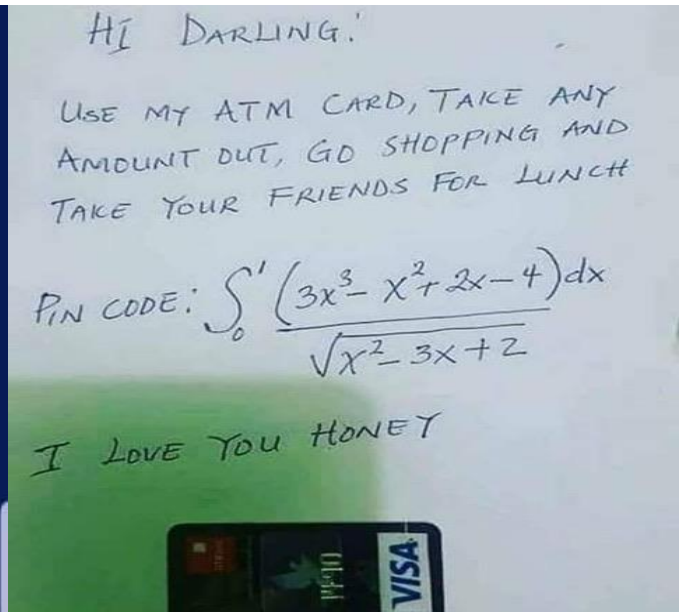 HI DARLING!
USE MY ATM CARD, TAKE ANY
AMOUNT OUT, GO SHOPPING AND
TAKE YOUR FRIENDS FOR LUNCH
PIN CODE: ∫₀¹ (3x³ - x² + 2x - 4)dx
√x² - 3x + 2
I LOVE YOU HONEY
VISA